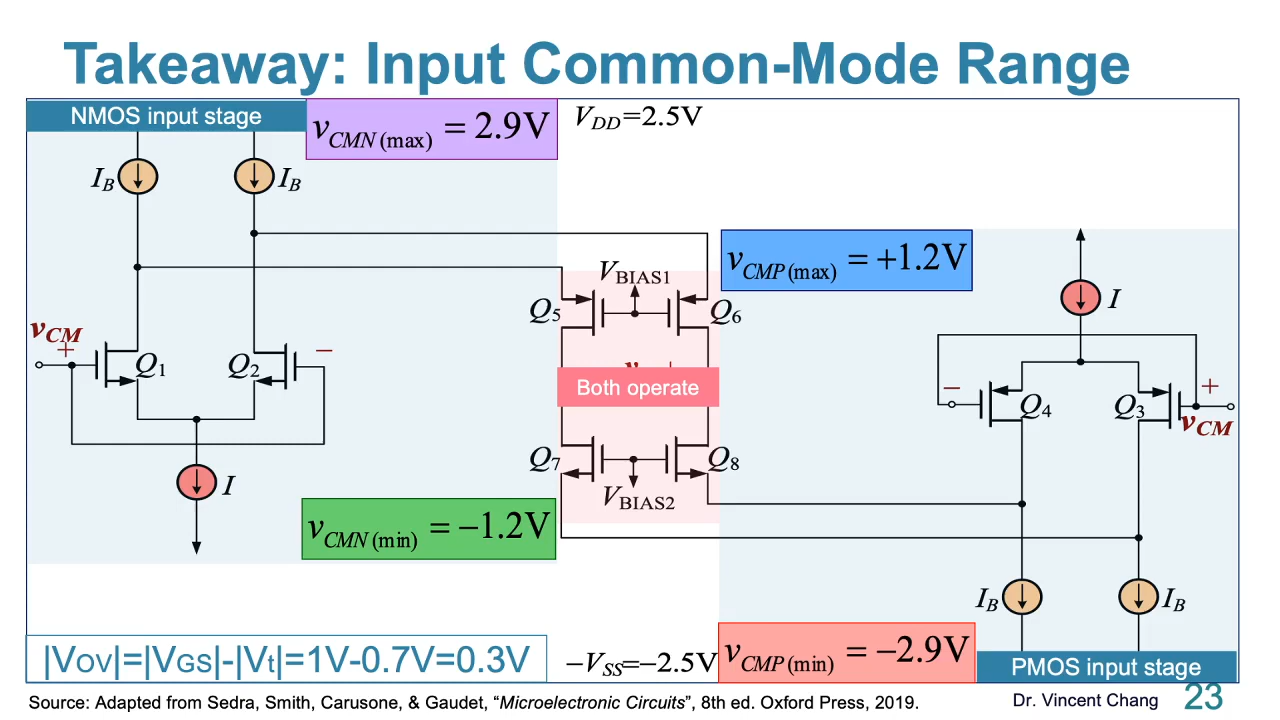 Takeaway: Input Common-Mode Range
NMOS input stage
vCMN (max) = 2.9V
VDD=2.5V
IB
IB
vCMP (max) = +1.2V
VBIAS1
I
Q5
Q6
vCM
+
Q1
Q2
−
Both operate
−
Q4
Q3
+
vCM
Q7
Q8
VBIAS2
I
vCMN (min) = −1.2V
IB
IB
|VOV|=|VGS|-|Vt|=1V-0.7V=0.3V
−VSS=−2.5V
vCMP (min) = −2.9V
PMOS input stage
Source: Adapted from Sedra, Smith, Carusone, & Gaudet, “Microelectronic Circuits”, 8th ed. Oxford Press, 2019.
Dr. Vincent Chang
23